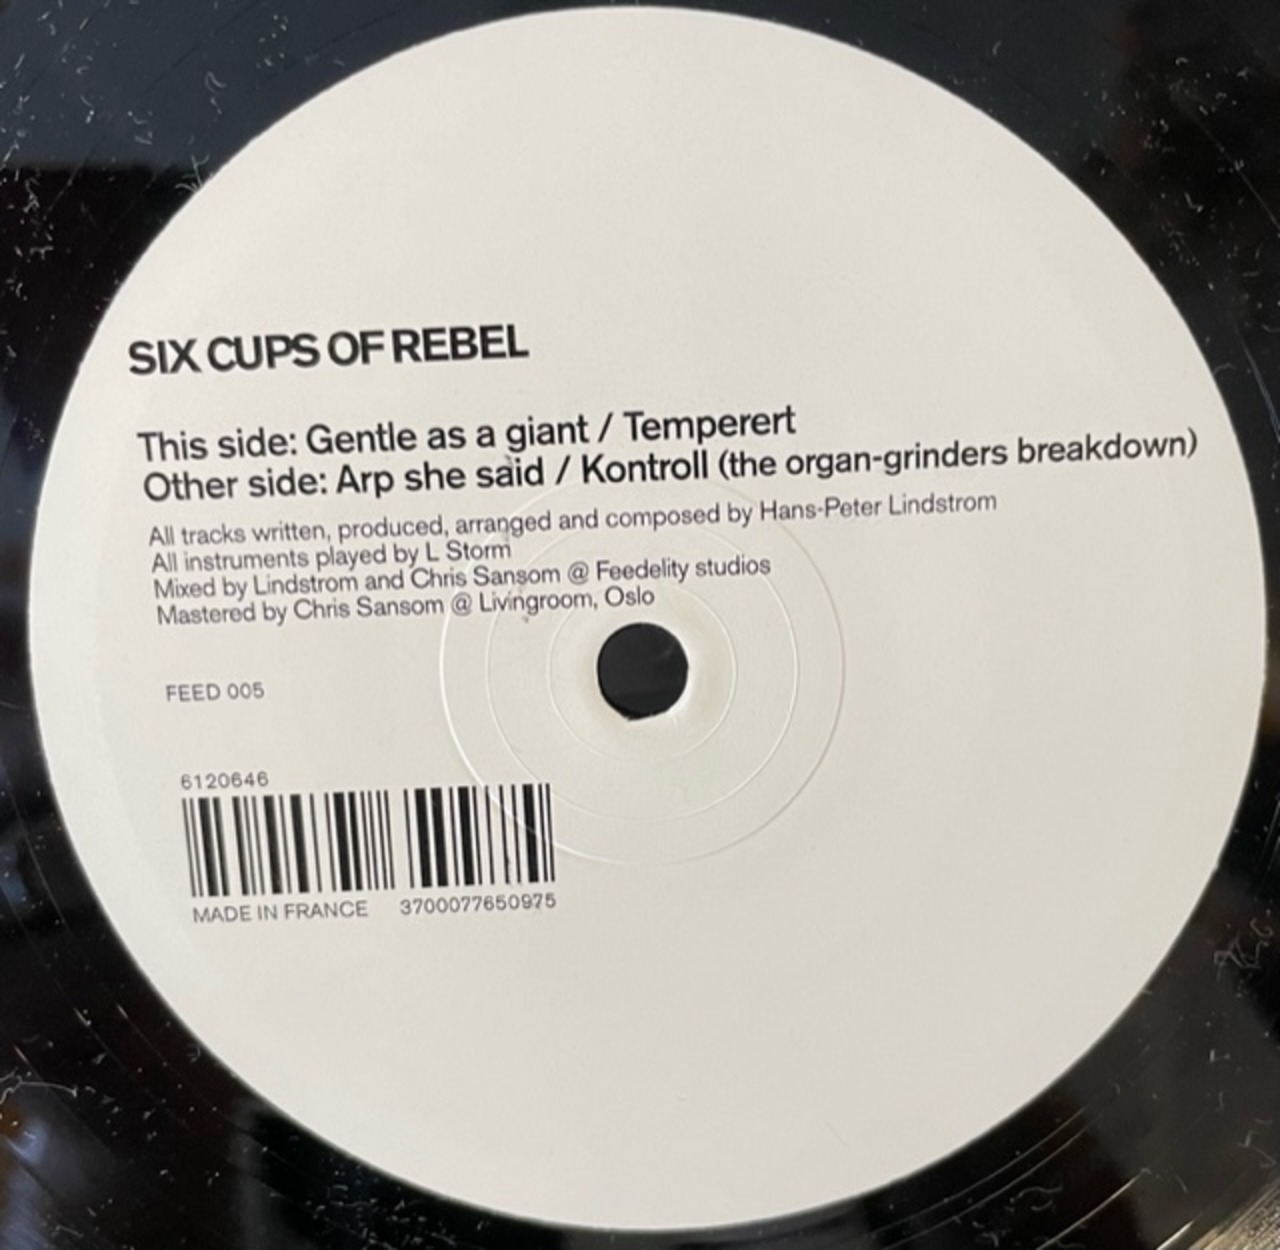 SIX CUPS OF REBEL
This side: Gentle as a giant / Temperert
Other side: Arp she said / Kontroll (the organ-grinders breakdown)
All tracks written, produced, arranged and composed by Hans-Peter Lindstrom
All instruments played by L Storm
Mixed by Lindstrom and Chris Sansom @ Feedelity studios
Mastered by Chris Sansom @ Livingroom, Oslo
FEED 005
6120646
MADE IN FRANCE 3700077650975